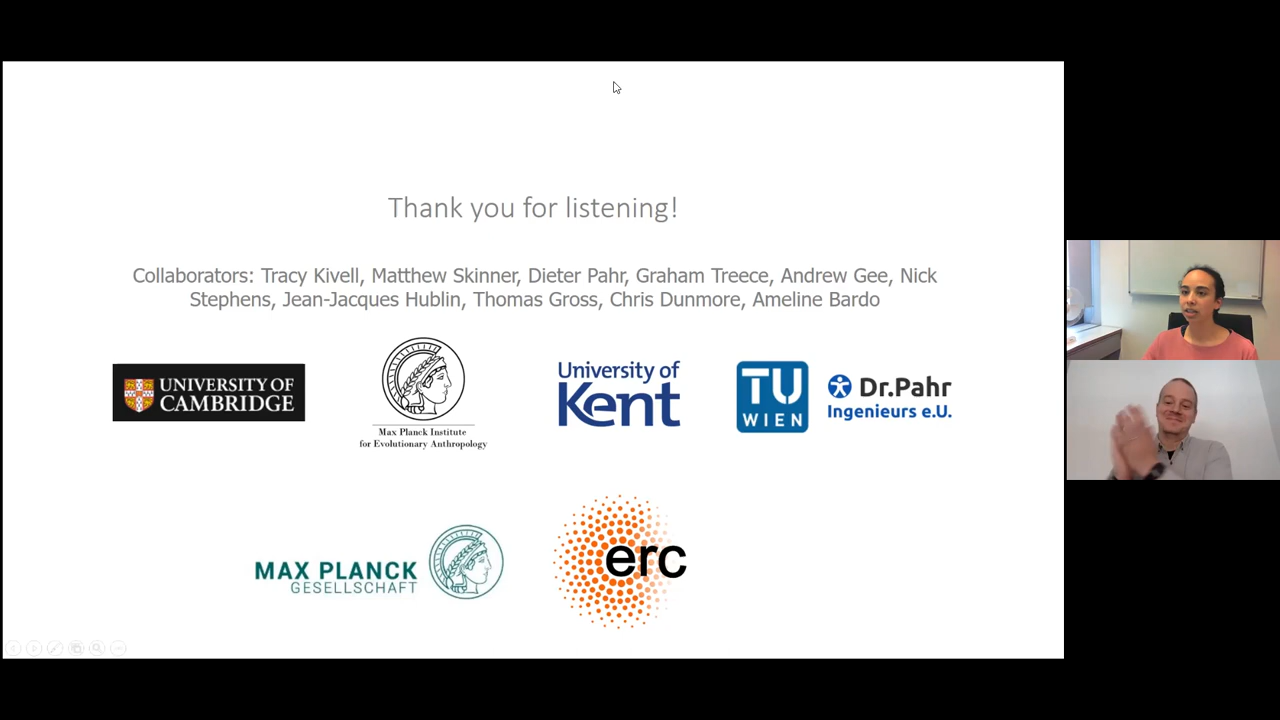 Thank you for listening!
Collaborators: Tracy Kivell, Matthew Skinner, Dieter Pahr, Graham Treece, Andrew Gee, Nick
Stephens, Jean-Jacques Hublin, Thomas Gross, Chris Dunmore, Ameline Bardo
UNIVERSITY OF
CAMBRIDGE
Max Planck Institute
for Evolutionary Anthropology
University of
Kent
TU
WIEN
Dr.Pahr
Ingenieurs e.U.
MAX PLANCK
GESELLSCHAFT
erc